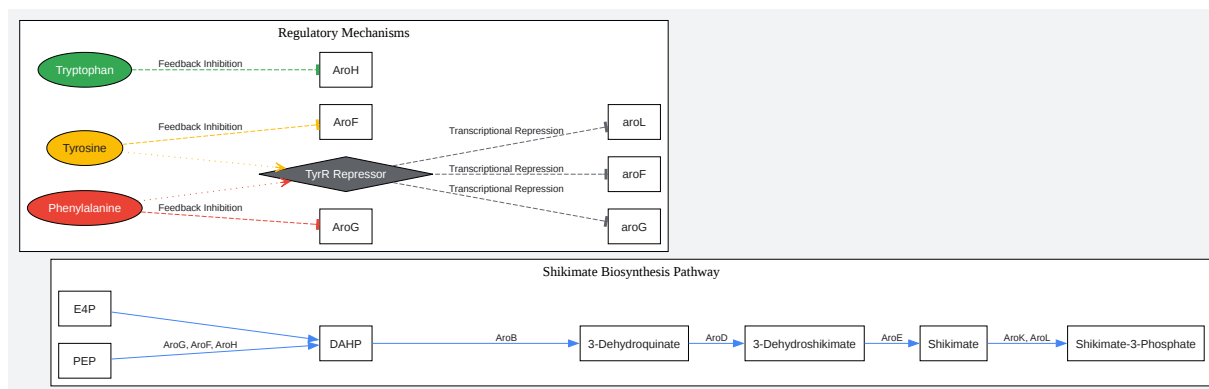 Regulatory Mechanisms
Tryptophan
Feedback Inhibition
AroH
Tyrosine
Feedback Inhibition
AroF
TyrR Repressor
Transcriptional Repression
aroL
Transcriptional Repression
aroF
Transcriptional Repression
aroG
Phenylalanine
Feedback Inhibition
AroG
Shikimate Biosynthesis Pathway
E4P
PEP
AroG, AroF, AroH
DAHP
AroB
3-Dehydroquinate
AroD
3-Dehydroshikimate
AroE
Shikimate
AroK, AroL
Shikimate-3-Phosphate